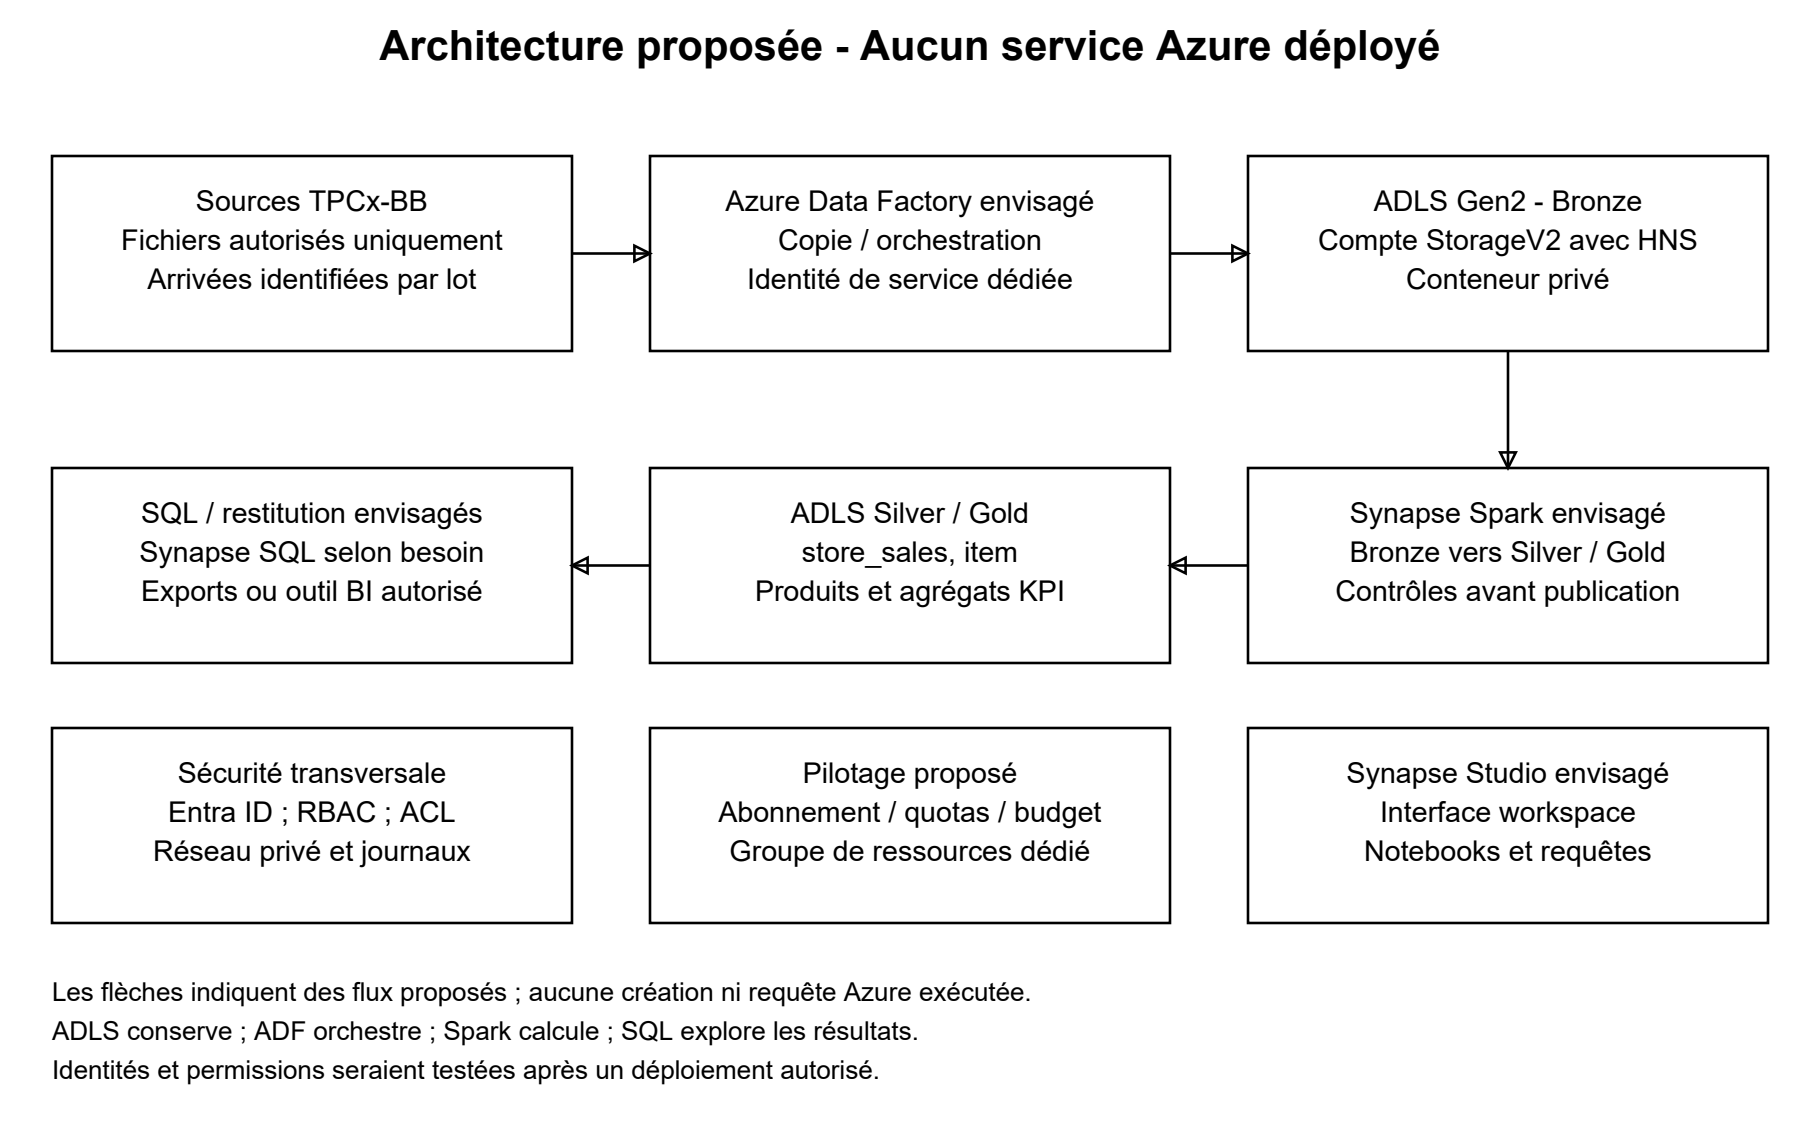 Architecture proposée - Aucun service Azure déployé
Sources TPCx-BB
Fichiers autorisés uniquement
Arrivées identifiées par lot
Azure Data Factory envisagé
Copie / orchestration
Identité de service dédiée
ADLS Gen2 - Bronze
Compte StorageV2 avec HNS
Conteneur privé
SQL / restitution envisagés
Synapse SQL selon besoin
Exports ou outil BI autorisé
ADLS Silver / Gold
store_sales, item
Produits et agrégats KPI
Synapse Spark envisagé
Bronze vers Silver / Gold
Contrôles avant publication
Sécurité transversale
Entra ID ; RBAC ; ACL
Réseau privé et journaux
Pilotage proposé
Abonnement / quotas / budget
Groupe de ressources dédié
Synapse Studio envisagé
Interface workspace
Notebooks et requêtes
Les flèches indiquent des flux proposés ; aucune création ni requête Azure exécutée.
ADLS conserve ; ADF orchestre ; Spark calcule ; SQL explore les résultats.
Identités et permissions seraient testées après un déploiement autorisé.